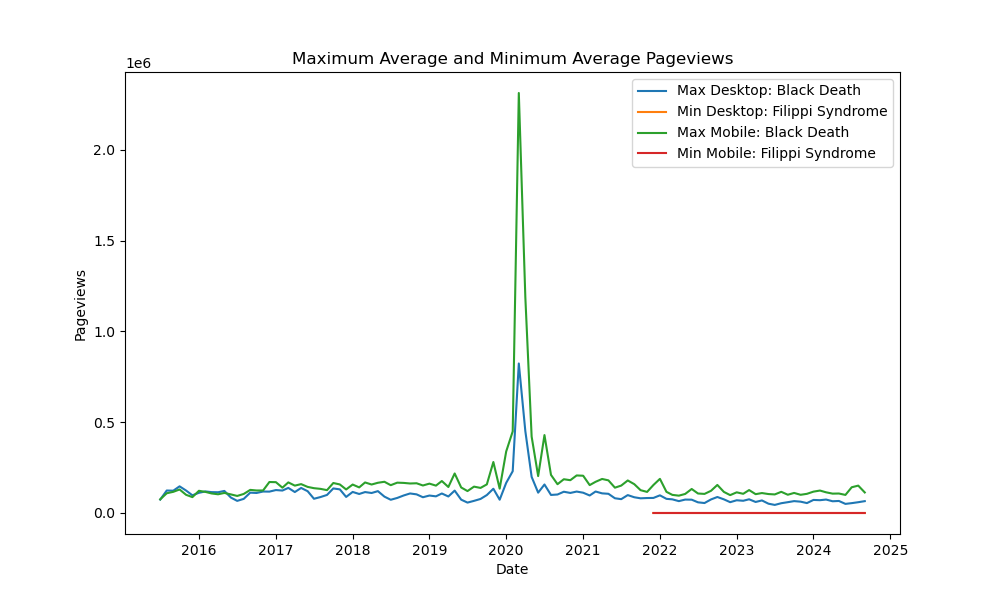 Maximum Average and Minimum Average Pageviews
1e6
Max Desktop: Black Death
Min Desktop: Filippi Syndrome
Max Mobile: Black Death
Min Mobile: Filippi Syndrome
2.0
1.5
1.0
0.5
0.0
Pageviews
2016 2017 2018 2019 2020 2021 2022 2023 2024 2025
Date